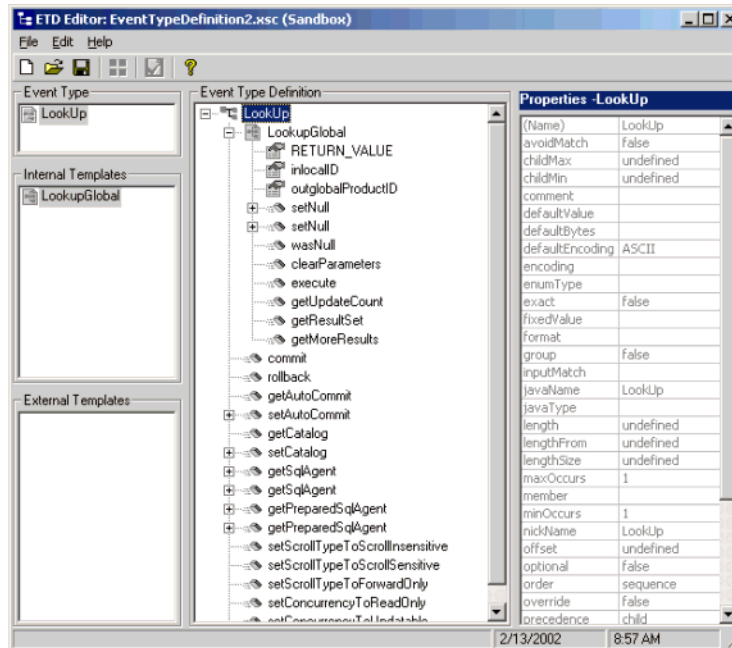 ETD Editor: EventTypeDefinition2.xsc (Sandbox)
File Edit Help
Event Type
LookUp
Internal Templates
LookupGlobal
External Templates
Event Type Definition
LookUp
LookupGlobal
RETURN_VALUE
inlocalID
outglobalProductID
setNull
setNull
wasNull
clearParameters
execute
getUpdateCount
getResultSet
getMoreResults
commit
rollback
getAutoCommit
setAutoCommit
getCatalog
setCatalog
getSqlAgent
getSqlAgent
getPreparedSqlAgent
getPreparedSqlAgent
setScrollTypeToScrollInsensitive
setScrollTypeToScrollSensitive
setScrollTypeToForwardOnly
setConcurrencyToReadOnly
setConcurrencyToUpdatable
Properties -LookUp
(Name) LookUp
avoidMatch false
childMax undefined
childMin undefined
comment
defaultValue
defaultBytes
defaultEncoding ASCII
encoding
enumType
exact false
fixedValue
format
group false
inputMatch
javaName LookUp
javaType
length undefined
lengthFrom undefined
lengthSize undefined
maxOccurs 1
member
minOccurs 1
nickName LookUp
offset undefined
optional false
order sequence
override false
precedence child
2/13/2002 8:57 AM